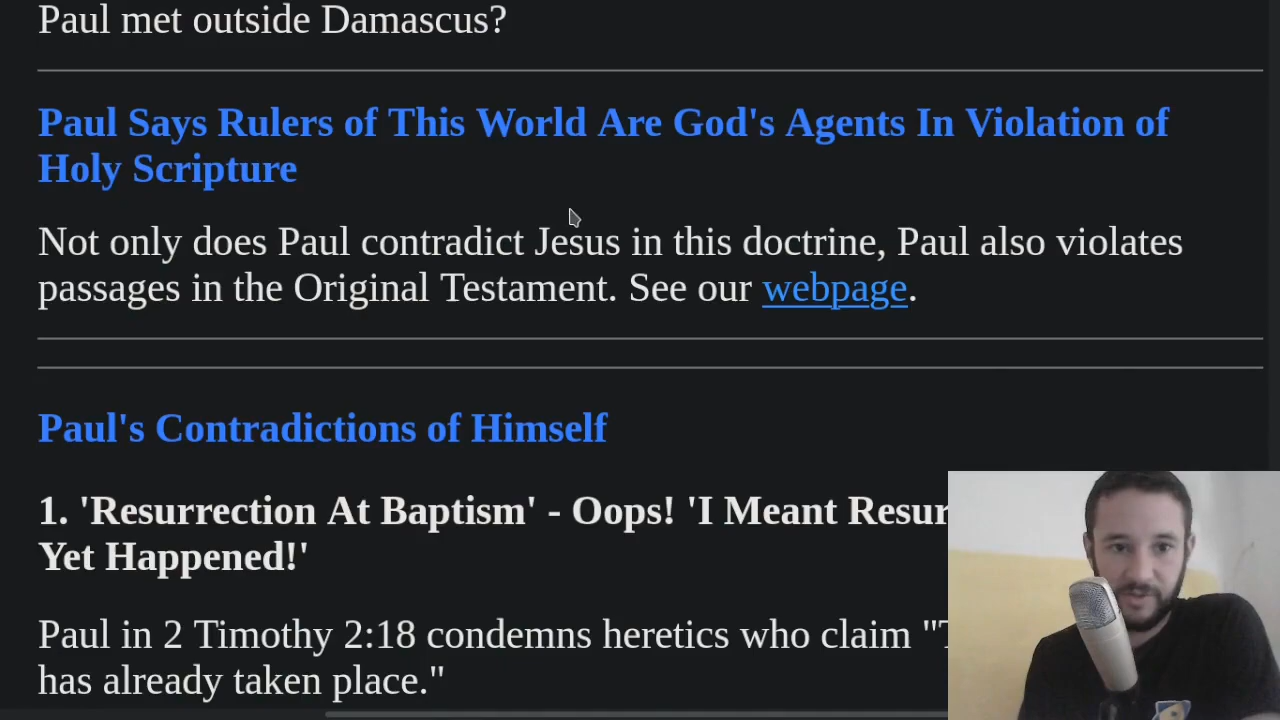 Paul met outside Damascus?
Paul Says Rulers of This World Are God's Agents In Violation of
Holy Scripture
Not only does Paul contradict Jesus in this doctrine, Paul also violates
passages in the Original Testament. See our webpage.
Paul's Contradictions of Himself
1. 'Resurrection At Baptism' - Oops! 'I Meant
Yet Happened!'
Paul in 2 Timothy 2:18 condemns heretics who claim
has already taken place."